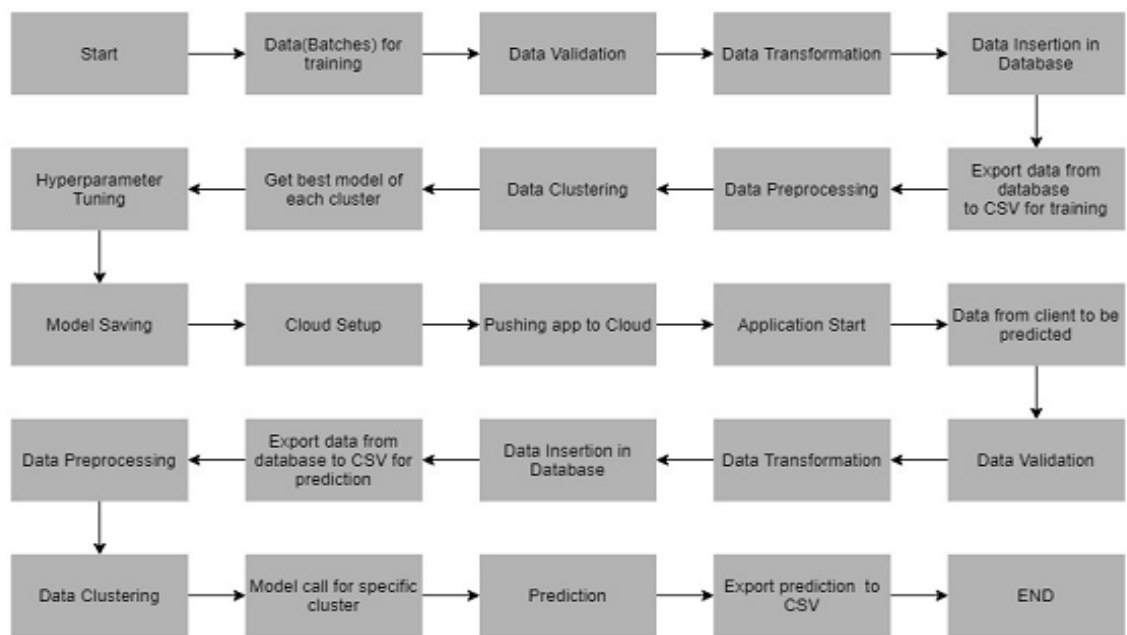 Start
Data(Batches) for
training
Data Validation
Data Transformation
Data Insertion in
Database
Export data from
database
to CSV for training
Data Preprocessing
Data Clustering
Get best model of
each cluster
Hyperparameter
Tuning
Model Saving
Cloud Setup
Pushing app to Cloud
Application Start
Data from client to be
predicted
Data Validation
Data Transformation
Data Insertion in
Database
Export data from
database to CSV for
prediction
Data Preprocessing
Data Clustering
Model call for specific
cluster
Prediction
Export prediction to
CSV
END